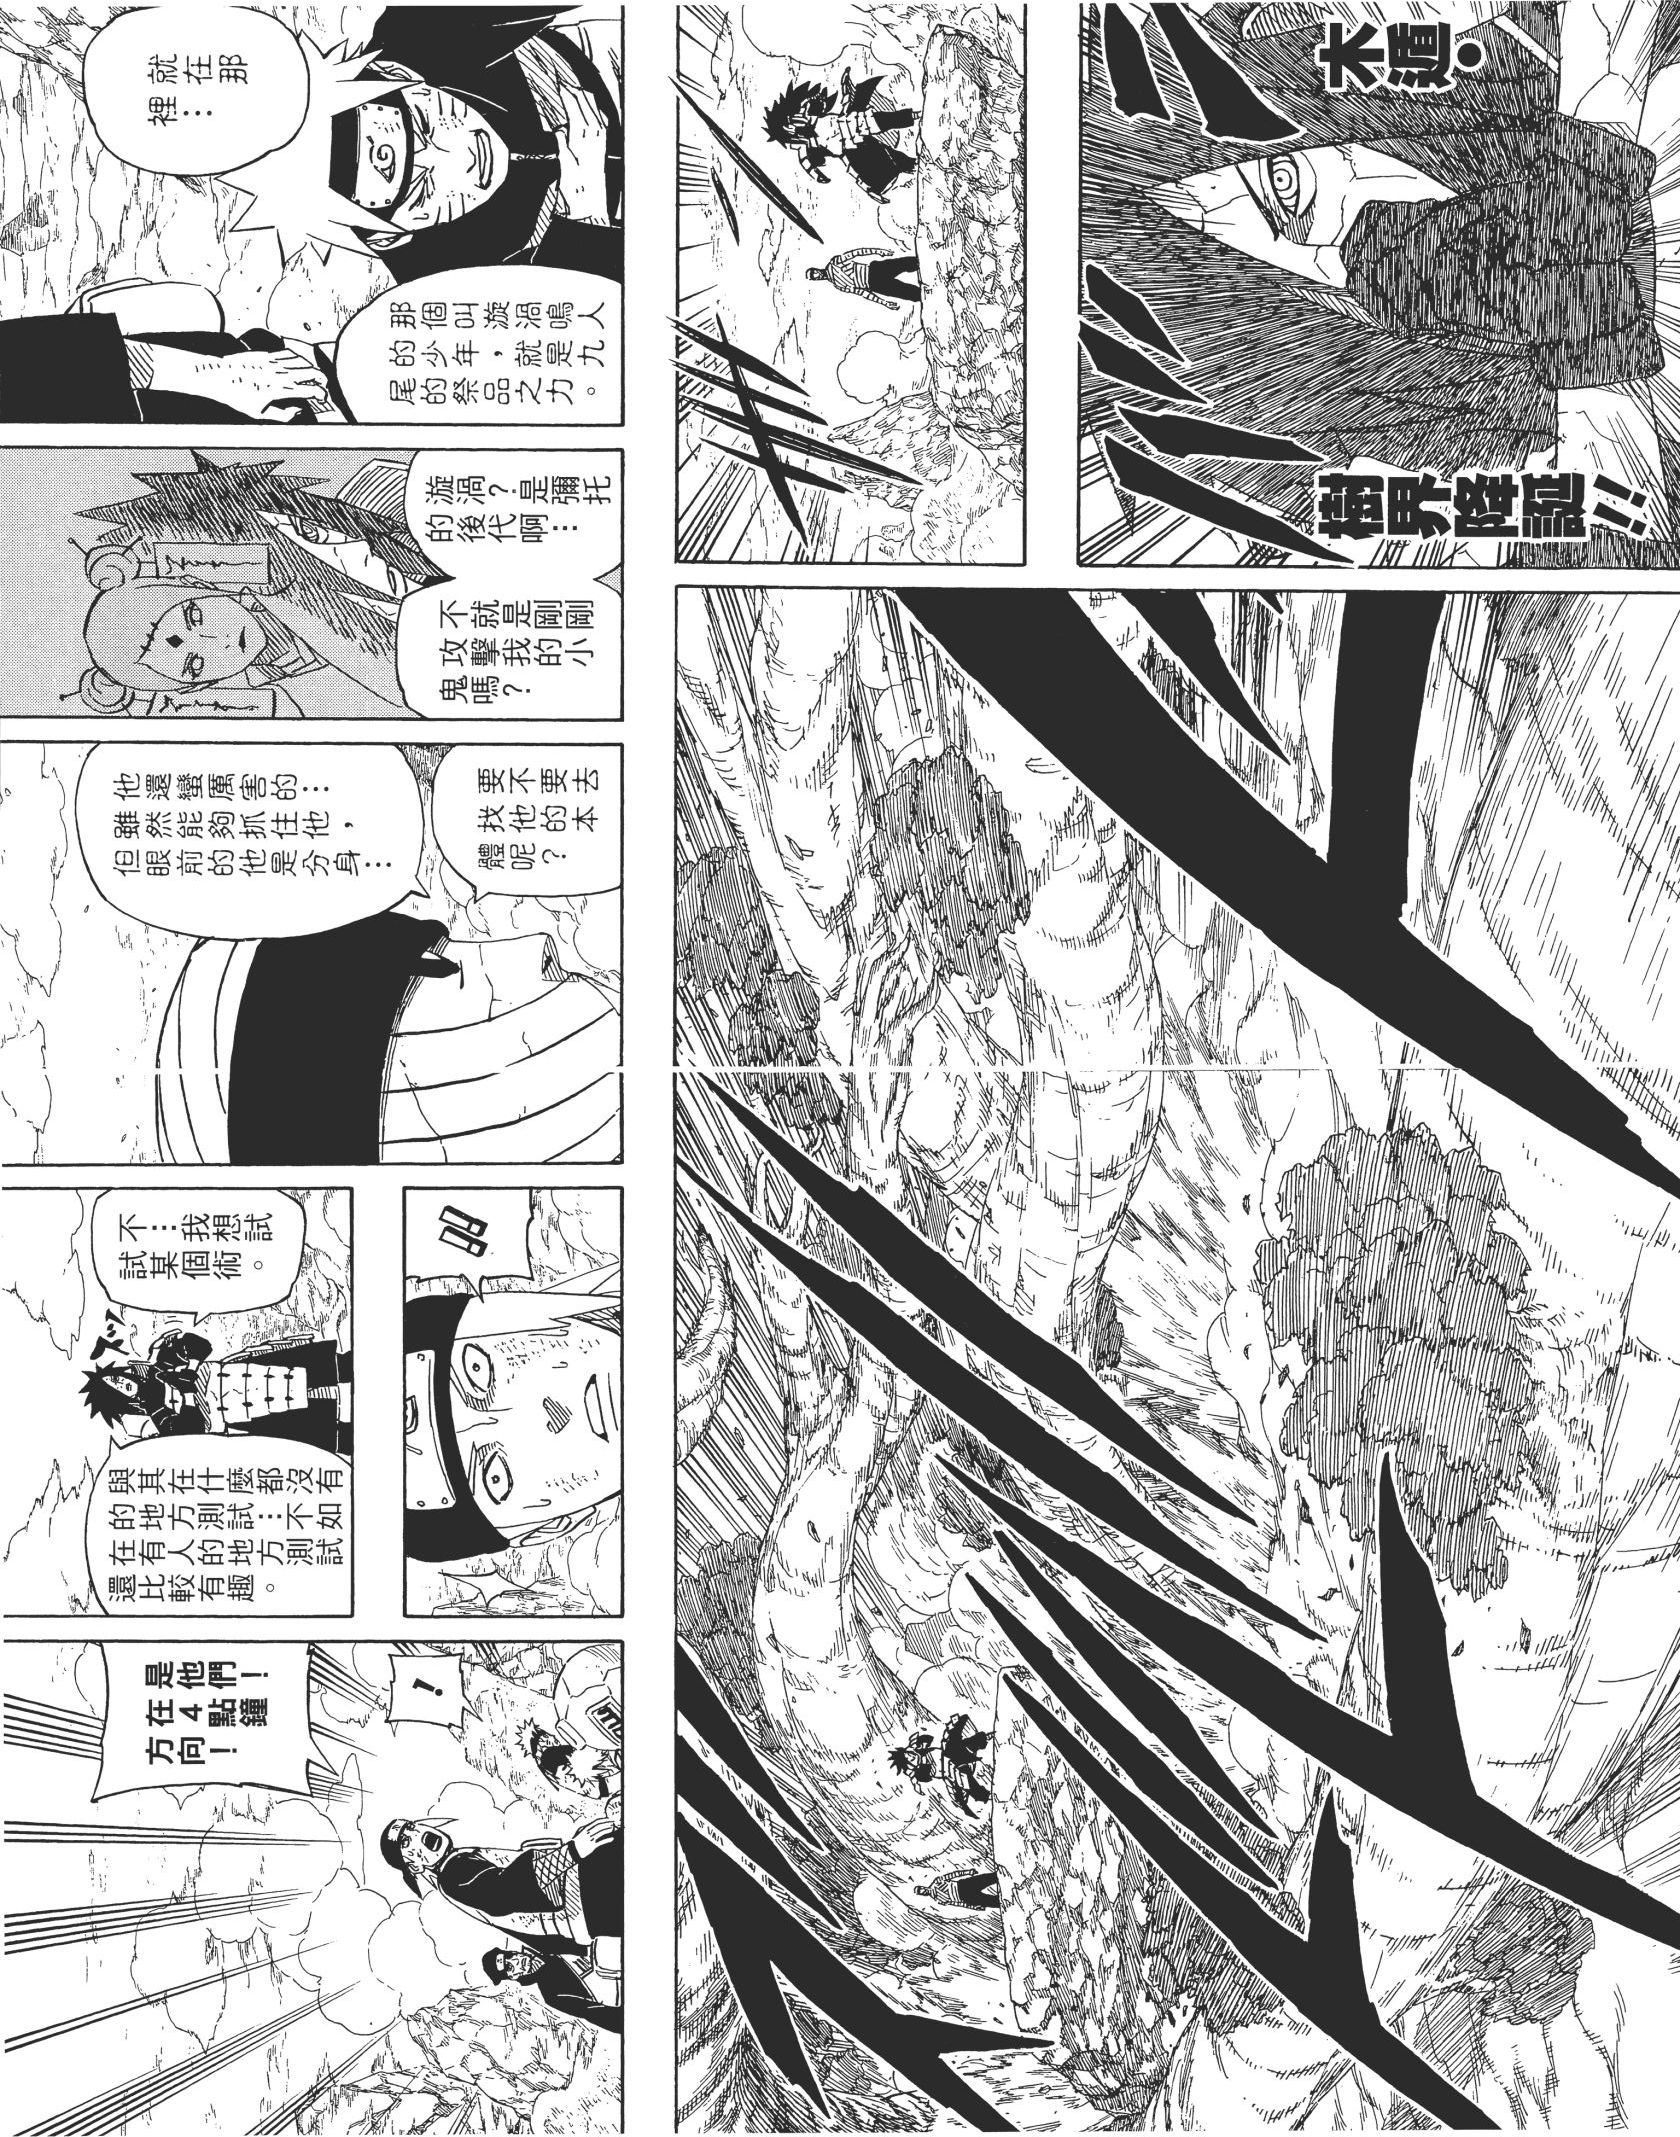 就在那
裡⋯
那個叫漩渦鳴人
的少年，就是九
尾的祭品之力。
漩渦？是彌托
的後代啊⋯
不就是剛剛
攻擊我的小
鬼嗎？
他還蠻厲害的⋯
雖然能夠抓住他，
但眼前的他是分身⋯
要不要去
找他的本
體呢？
不⋯我想試
試某個術。
與其在什麼都沒有
的地方測試⋯不如
在有人的地方測試
還比較有趣。
!!
是他們！
在4點鐘
方向！
！
木遁．
樹界降誕!!